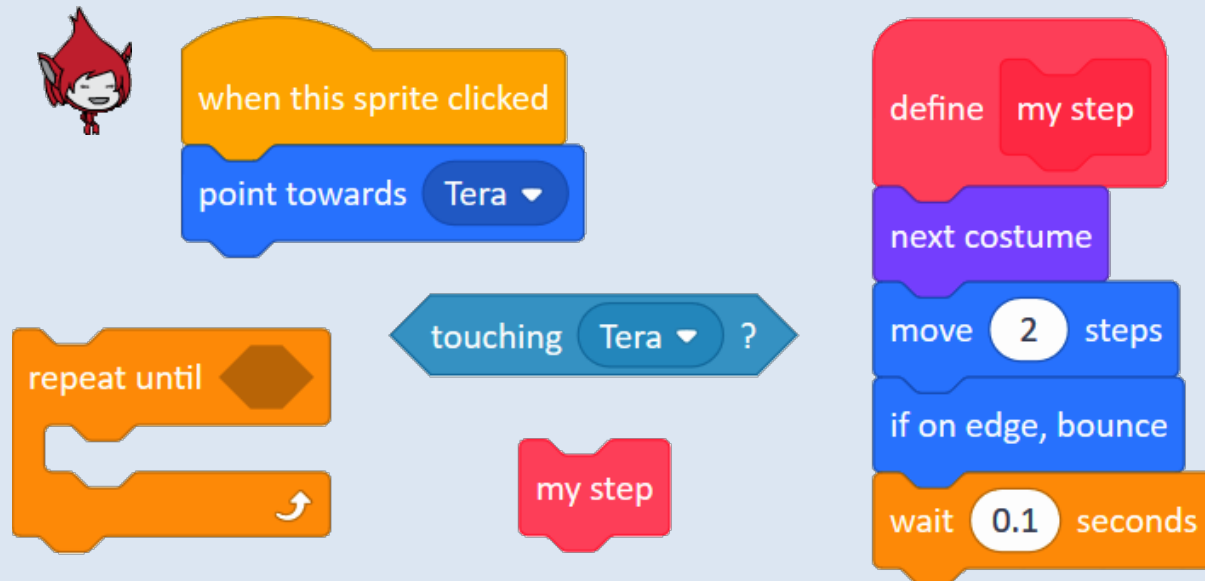 when this sprite clicked
point towards Tera
repeat until
touching Tera ?
my step
define my step
next costume
move 2 steps
if on edge, bounce
wait 0.1 seconds